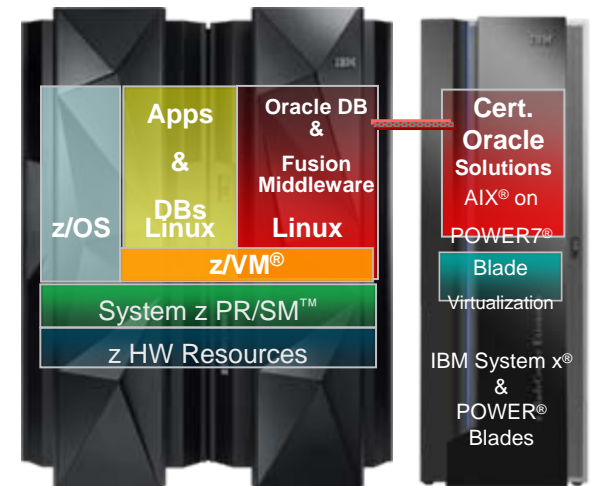 IBM
IBM
z/OS
Apps
&
DBs
Linux
Oracle DB
&
Fusion
Middleware
Linux
z/VM®
System z PR/SM™
z HW Resources
Cert.
Oracle
Solutions
AIX® on
POWER7®
Blade
Virtualization
IBM System x®
&
POWER®
Blades